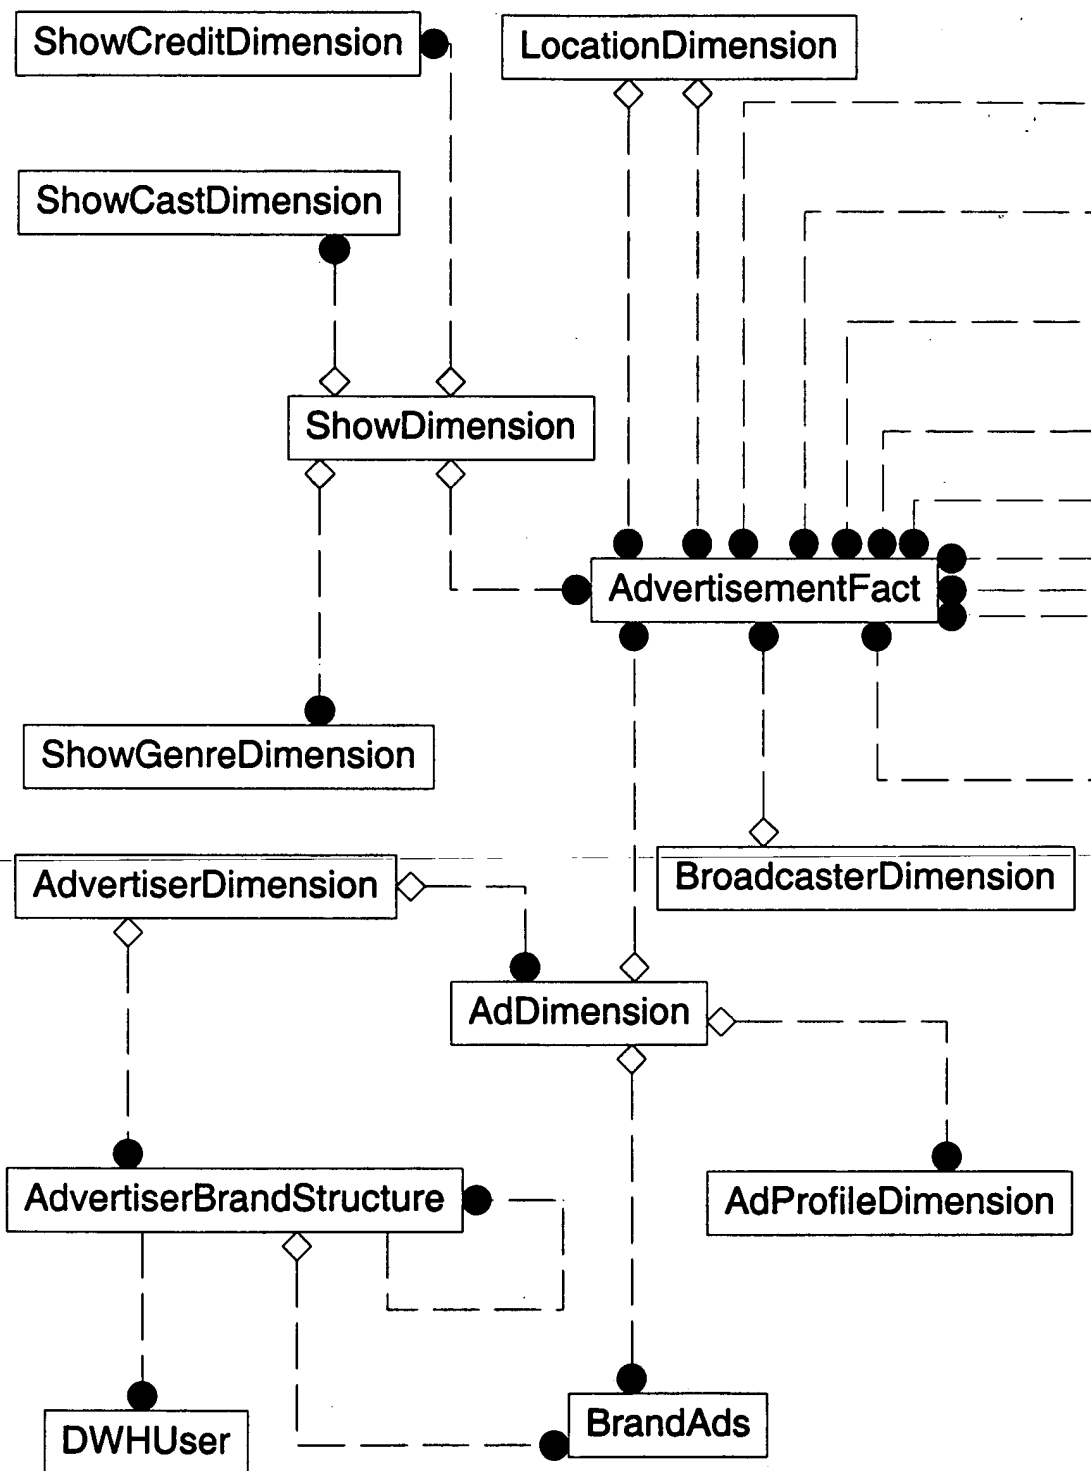 ShowCreditDimension
LocationDimension
ShowCastDimension
ShowDimension
AdvertisementFact
ShowGenreDimension
AdvertiserDimension
BroadcasterDimension
AdDimension
AdvertiserBrandStructure
AdProfileDimension
DWHUser
BrandAds